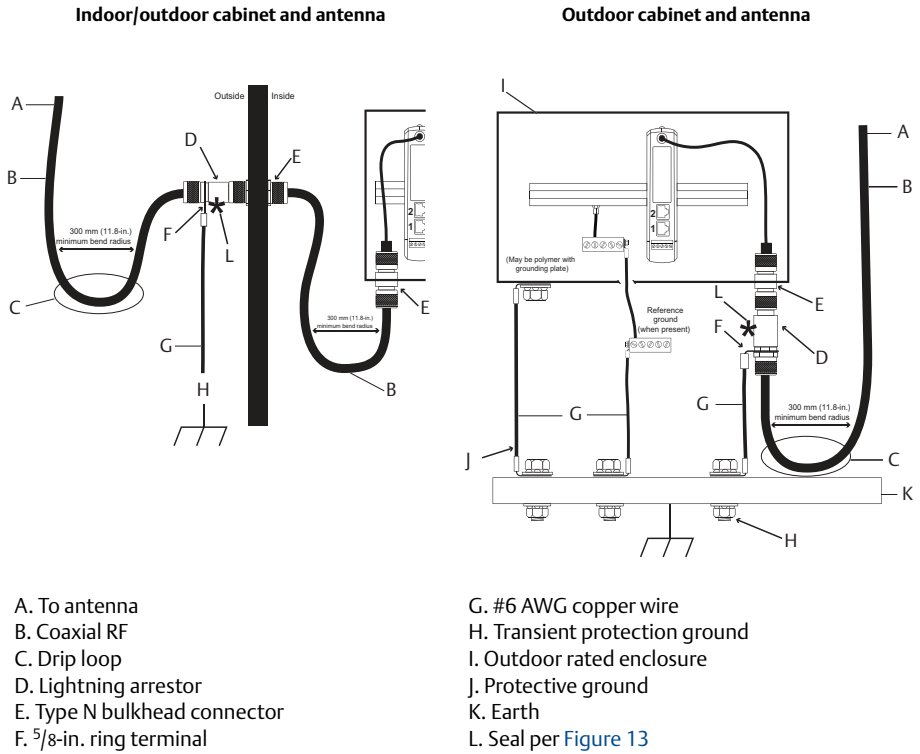 Indoor/outdoor cabinet and antenna
A
B
C
D
E
F
L
G
H
Outside
Inside
300 mm (11.8-in.)
minimum bend radius
300 mm (11.8-in.)
minimum bend radius
2
1
E
B
Outdoor cabinet and antenna
I
A
B
2
1
(May be polymer with
grounding plate)
Reference
ground
(when present)
L
F
E
D
G
G
J
300 mm (11.8-in.)
minimum bend radius
C
K
H
A. To antenna
B. Coaxial RF
C. Drip loop
D. Lightning arrestor
E. Type N bulkhead connector
F. 5/8-in. ring terminal
G. #6 AWG copper wire
H. Transient protection ground
I. Outdoor rated enclosure
J. Protective ground
K. Earth
L. Seal per Figure 13